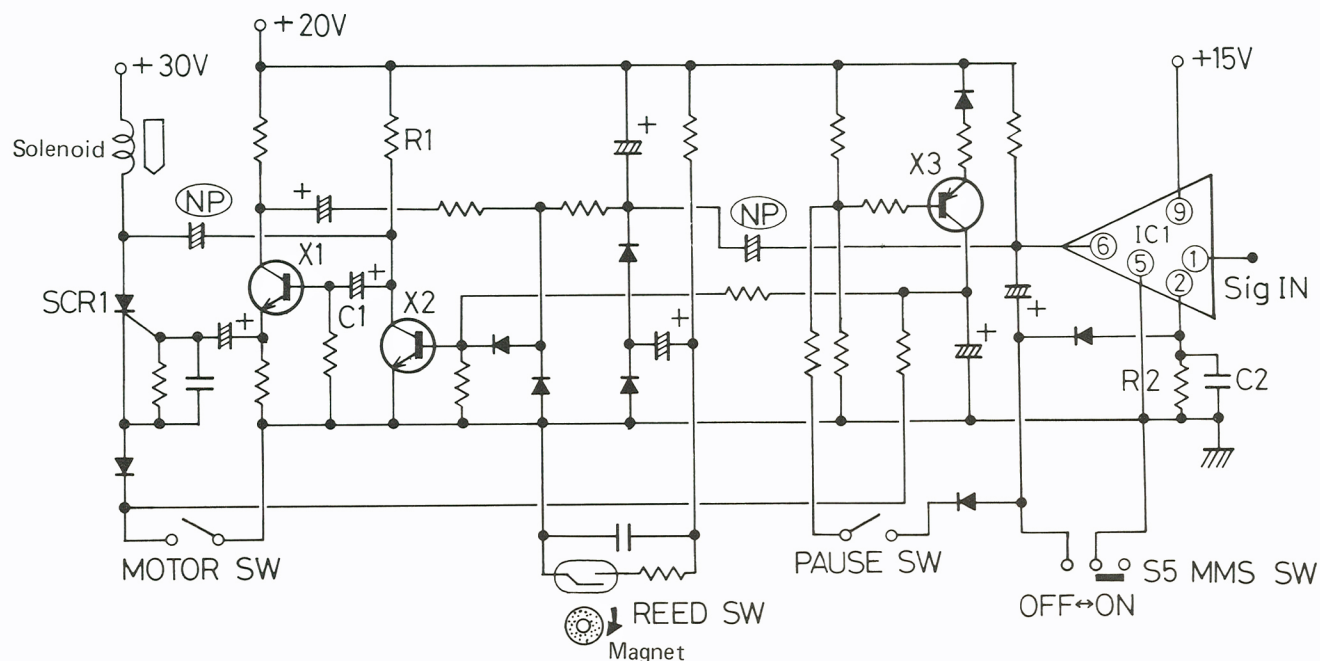 +20V
+30V
+15V
Solenoid
R1
NP
+
+
X3
NP
9
6
IC1
5
1
2
Sig IN
X1
SCR1
+
C1
+
X2
+
+
+
R2
C2
MOTOR SW
PAUSE SW
S5 MMS SW
OFF↔ON
REED SW
Magnet